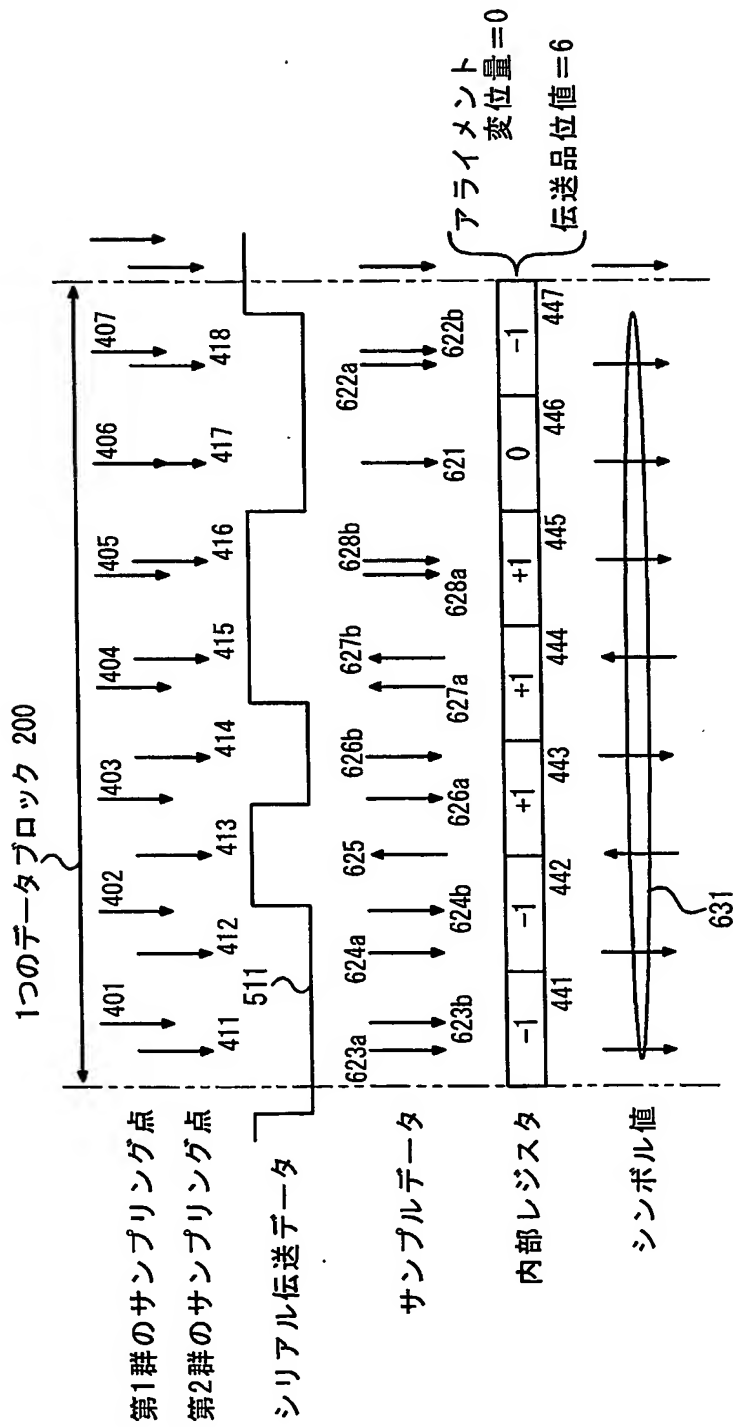 1つのデータブロック 200
第1群のサンプリング点
401 402 403 404 405 406 407
第2群のサンプリング点
411 412 413 414 415 416 417 418
シリアル伝送データ
511
サンプルデータ
623a 624a 625 626b 627b 628b 622a
623b 624b 626a 627a 628a 621 622b
内部レジスタ
-1 -1 +1 +1 +1 0 -1
441 442 443 444 445 446 447
アライメント
変位量=0
伝送品位値=6
シンボル値
631